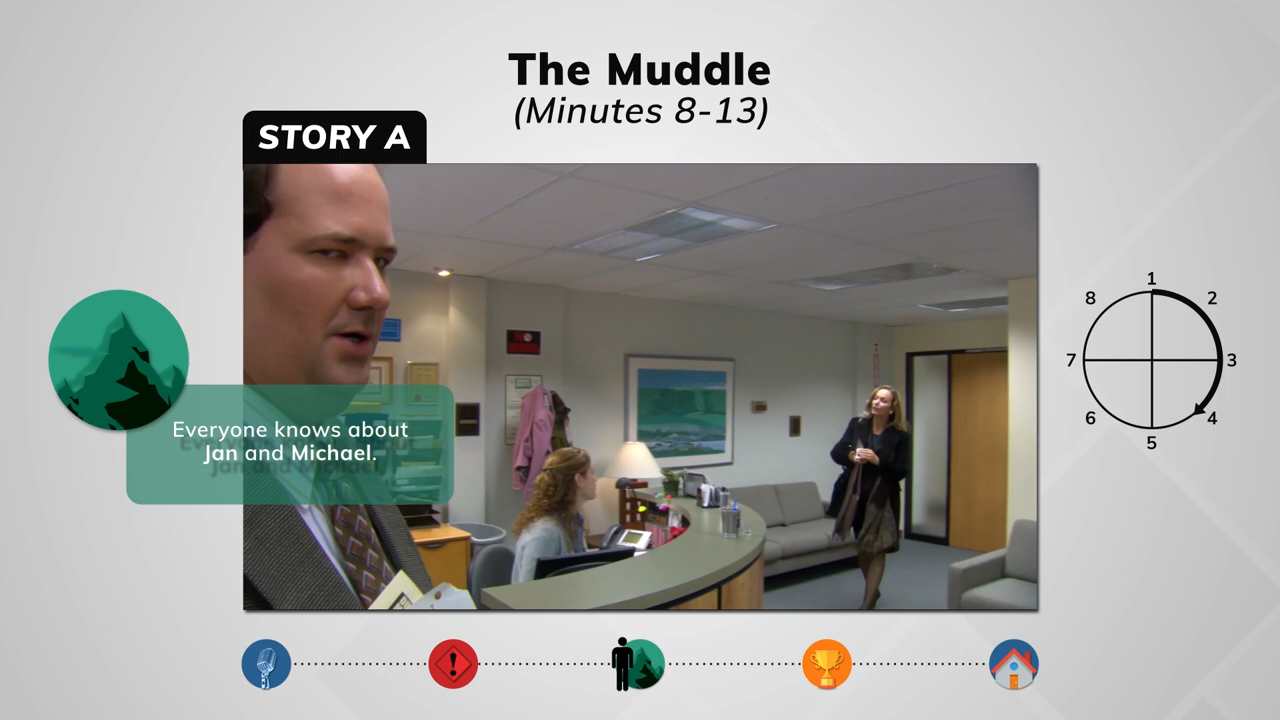 The Muddle
(Minutes 8-13)
STORY A
Everyone knows about
Jan and Michael.
1
2
3
4
5
6
7
8